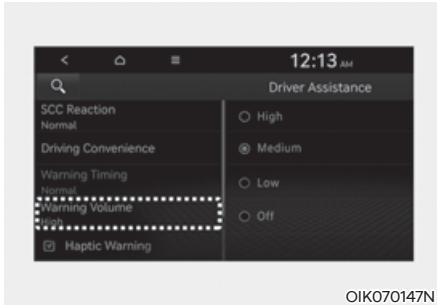 12:13 AM
Driver Assistance
SCC Reaction
Normal
Driving Convenience
Warning Timing
Normal
Warning Volume
High
Haptic Warning
High
Medium
Low
Off
OIK070147N